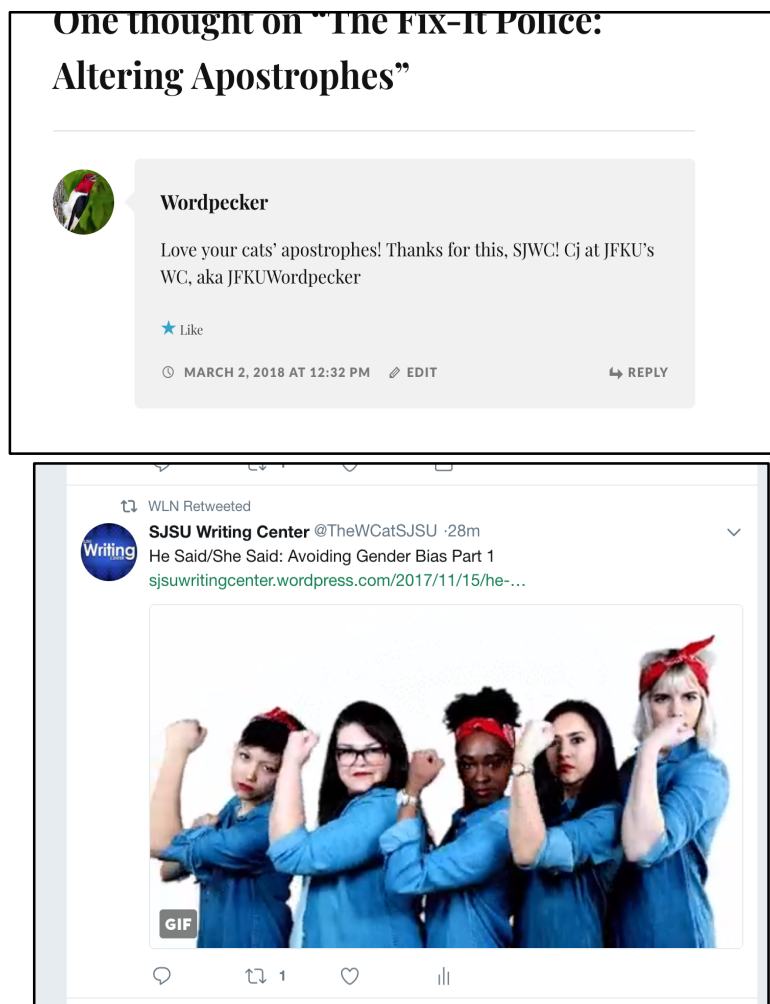 One thought on “The Fix-It Police:
Altering Apostrophes”
Wordpecker
Love your cats’ apostrophes! Thanks for this, SJWC! Cj at JFKU’s
WC, aka JFKUWordpecker
Like
MARCH 2, 2018 AT 12:32 PM EDIT REPLY
WLN Retweeted
SJSU Writing Center @TheWCatSJSU ·28m
Writing
He Said/She Said: Avoiding Gender Bias Part 1
sjsuwritingcenter.wordpress.com/2017/11/15/he-...
GIF
1